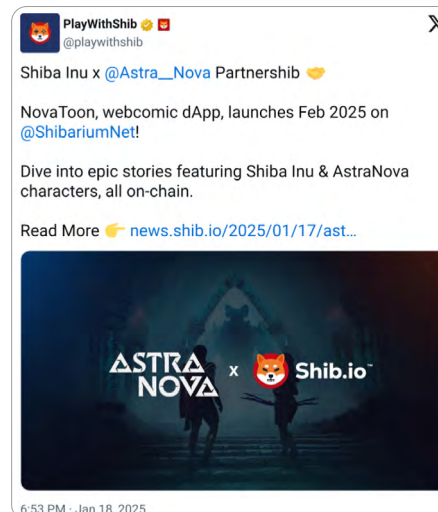 PlayWithShib
@playwithshib
Shiba Inu x @Astra__Nova Partnershib 🤝
NovaToon, webcomic dApp, launches Feb 2025 on
@ShibariumNet!
Dive into epic stories featuring Shiba Inu & AstraNova
characters, all on-chain.
Read More 👉 news.shib.io/2025/01/17/ast…
ASTRA NOVA x Shib.io™
6:53 PM · Jan 18, 2025